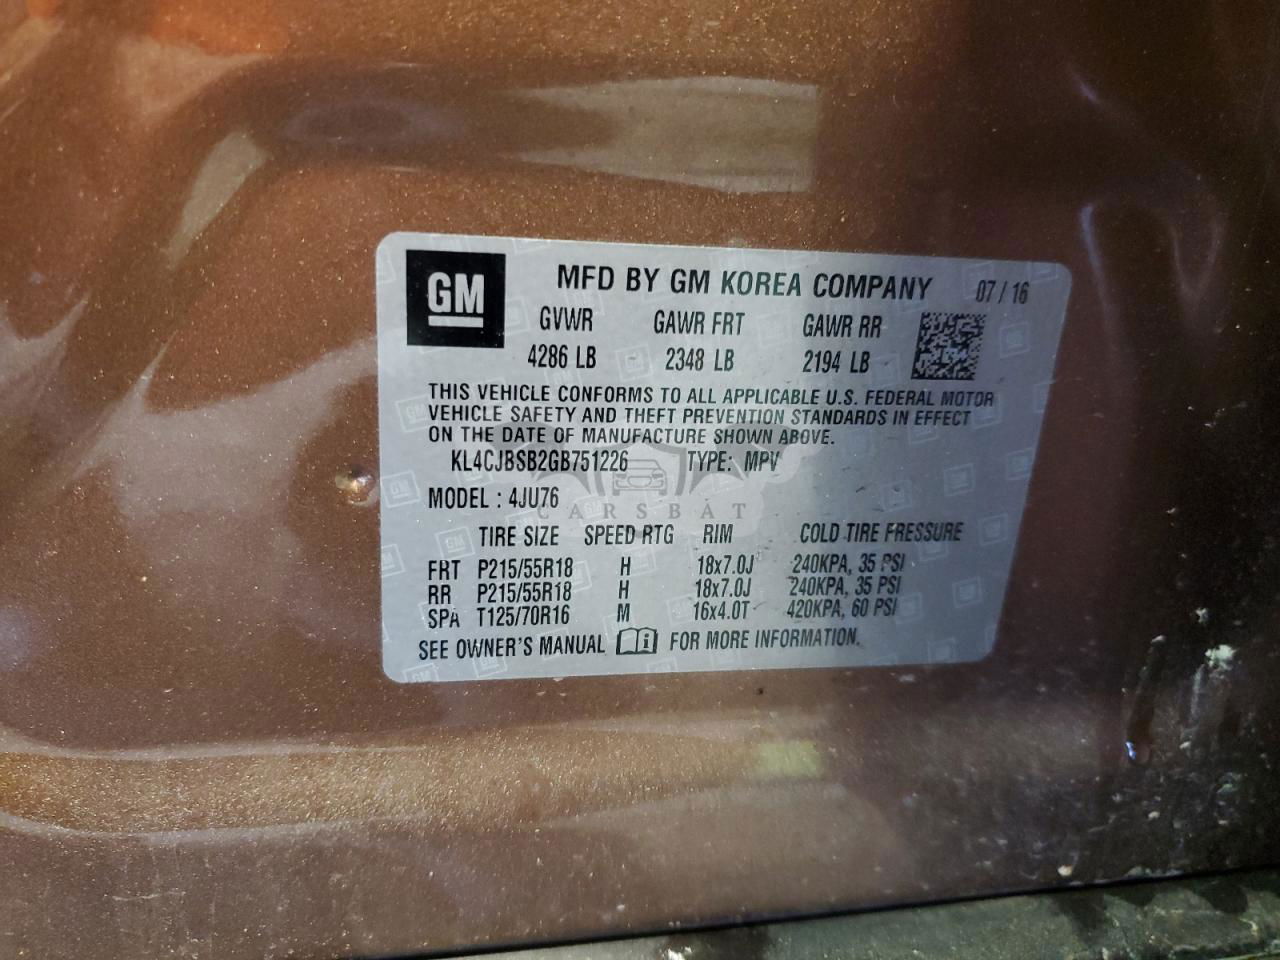 GM
MFD BY GM KOREA COMPANY 07/16
GVWR GAWR FRT GAWR RR
4286 LB 2348 LB 2194 LB
THIS VEHICLE CONFORMS TO ALL APPLICABLE U.S. FEDERAL MOTOR
VEHICLE SAFETY AND THEFT PREVENTION STANDARDS IN EFFECT
ON THE DATE OF MANUFACTURE SHOWN ABOVE.
KL4CJBSB2GB751226 TYPE: MPV
MODEL : 4JU76
CARSBAT
TIRE SIZE SPEED RTG RIM COLD TIRE PRESSURE
FRT P215/55R18 H 18x7.0J 240KPA, 35 PSI
RR P215/55R18 H 18x7.0J 240KPA, 35 PSI
SPA T125/70R16 M 16x4.0T 420KPA, 60 PSI
SEE OWNER'S MANUAL FOR MORE INFORMATION.